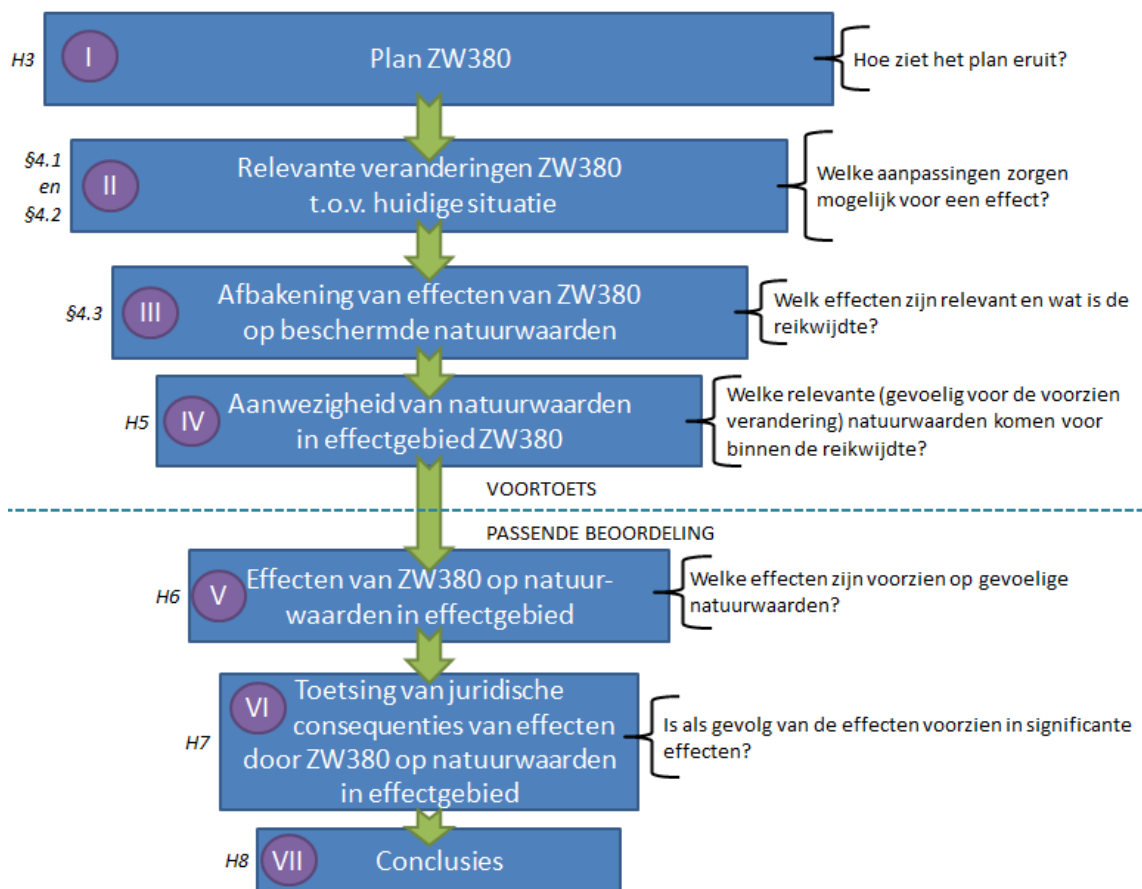 H3
I
Plan ZW380
Hoe ziet het plan eruit?
§4.1
en
§4.2
II
Relevante veranderingen ZW380
t.o.v. huidige situatie
Welke aanpassingen zorgen
mogelijk voor een effect?
§4.3
III
Afbakening van effecten van ZW380
op beschermde natuurwaarden
Welk effecten zijn relevant en wat is de
reikwijdte?
H5
IV
Aanwezigheid van natuurwaarden
in effectgebied ZW380
Welke relevante (gevoelig voor de voorzien
verandering) natuurwaarden komen voor
binnen de reikwijdte?
VOORTOETS
PASSENDE BEOORDELING
H6
V
Effecten van ZW380 op natuur-
waarden in effectgebied
Welke effecten zijn voorzien op gevoelige
natuurwaarden?
H7
VI
Toetsing van juridische
consequenties van effecten
door ZW380 op natuurwaarden
in effectgebied
Is als gevolg van de effecten voorzien in significante
effecten?
H8
VII
Conclusies